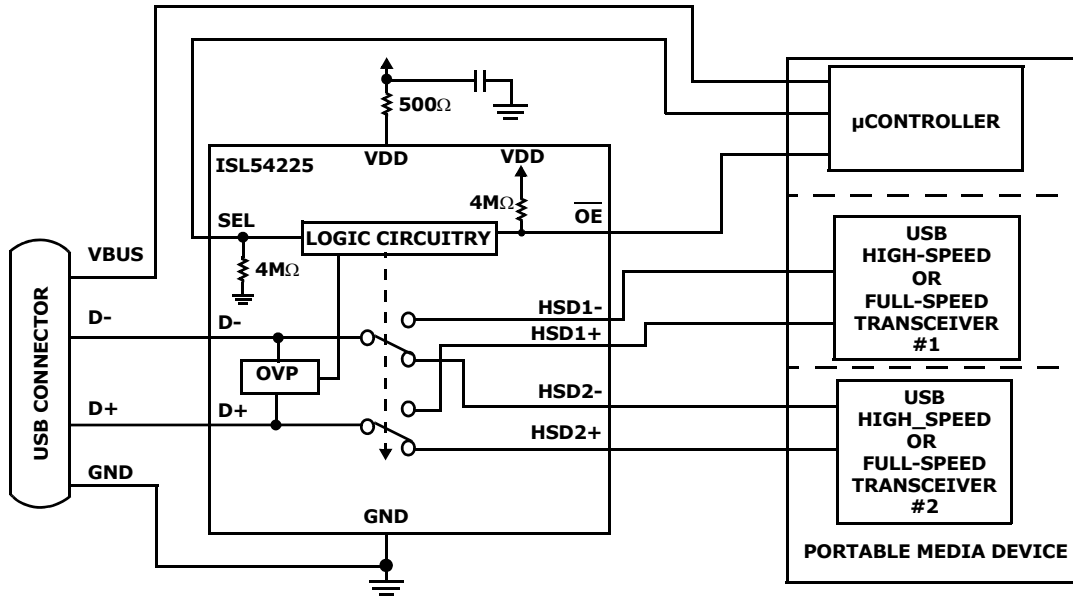 500Ω
µCONTROLLER
ISL54225
VDD
VDD
4MΩ
OE
SEL
LOGIC CIRCUITRY
4MΩ
USB CONNECTOR
VBUS
D-
D-
OVP
D+
D+
GND
GND
HSD1-
HSD1+
HSD2-
HSD2+
USB
HIGH-SPEED
OR
FULL-SPEED
TRANSCEIVER
#1
USB
HIGH_SPEED
OR
FULL-SPEED
TRANSCEIVER
#2
PORTABLE MEDIA DEVICE